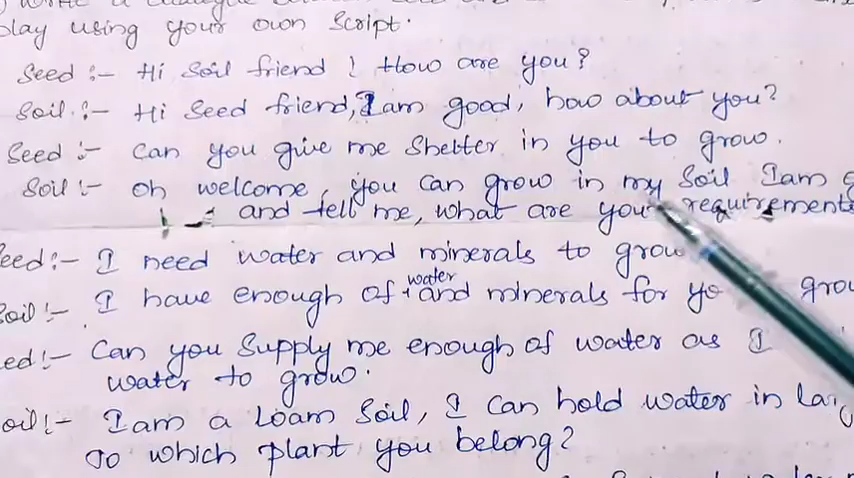 play using your own Script.
Seed :- Hi Soil friend ! How are you?
Soil :- Hi Seed friend, I am good, how about you?
Seed :- Can you give me Shelter in you to grow.
Soil :- Oh welcome, you can grow in my Soil I am
and tell me, what are your requirements
eed:- I need water and minerals to grow
oil :- I have enough of water and minerals for yo grow
ed:- Can you Supply me enough of water as I
water to grow.
oil:- I am a Loam Soil, I can hold water in
To which plant you belong?